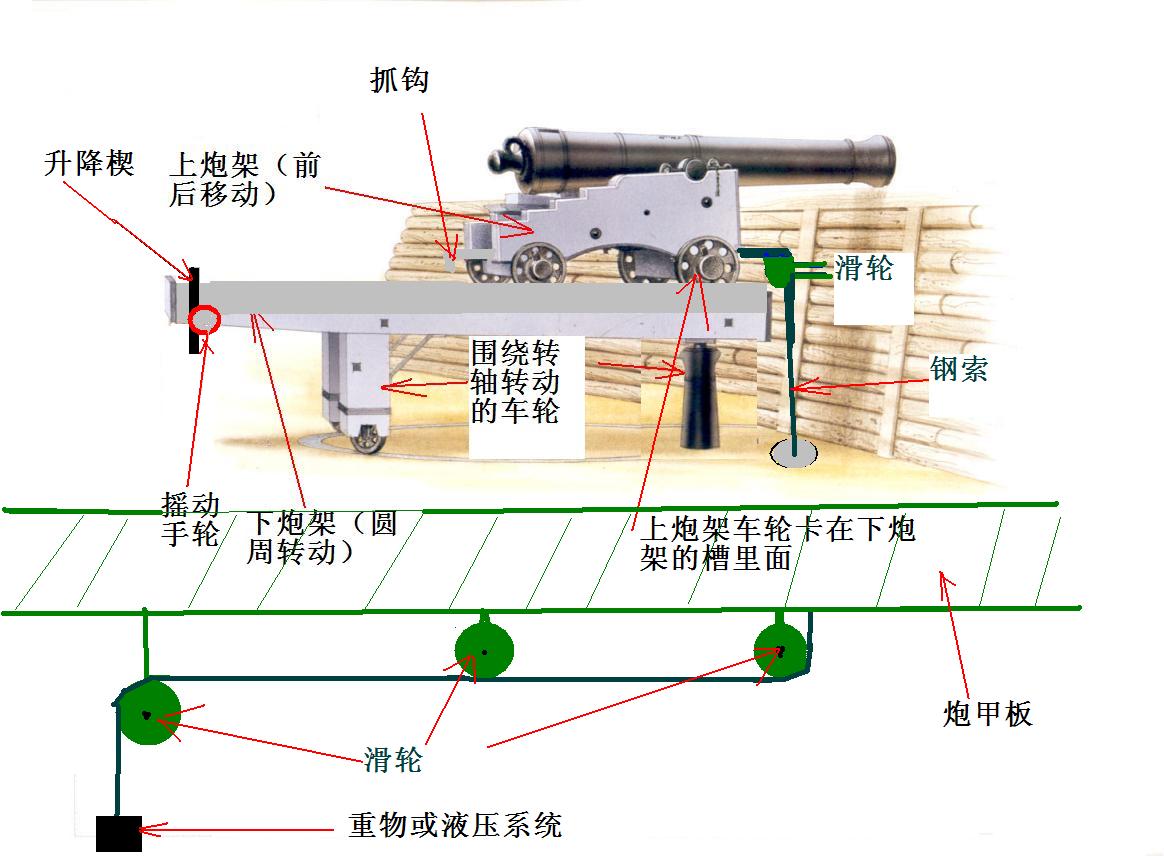 抓钩
升降楔
上炮架（前
后移动）
滑轮
围绕转
轴转动
的车轮
钢索
摇动
手轮
下炮架（圆
周转动）
上炮架车轮卡在下炮
架的槽里面
炮甲板
滑轮
重物或液压系统